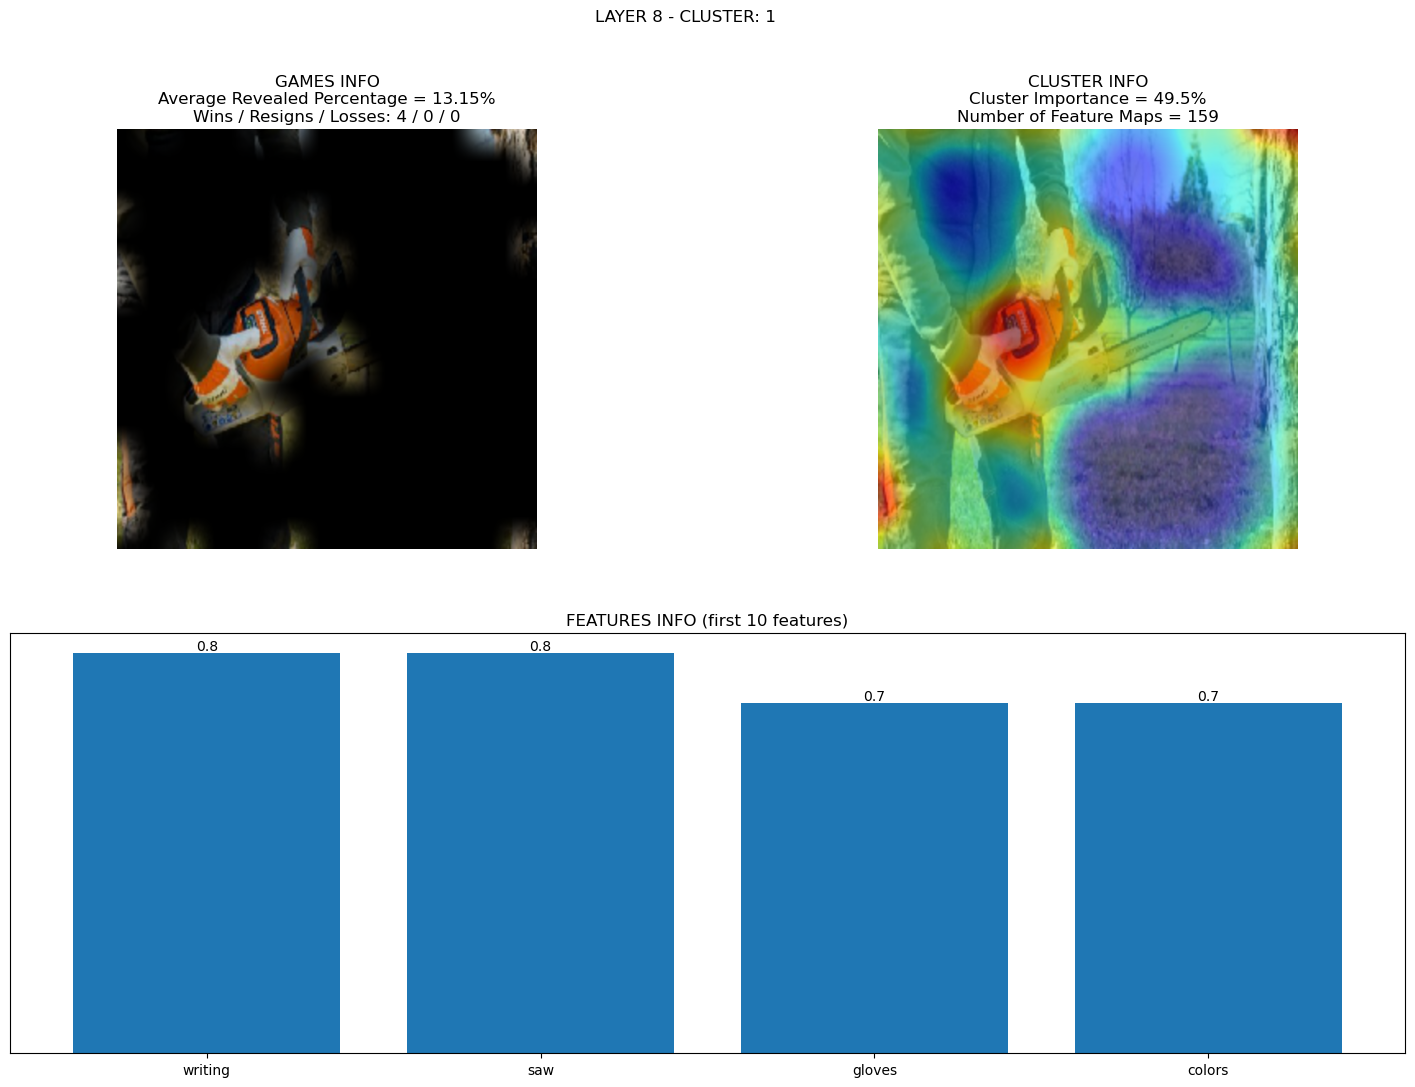 LAYER 8 - CLUSTER: 1
GAMES INFO
Average Revealed Percentage = 13.15%
Wins / Resigns / Losses: 4 / 0 / 0
CLUSTER INFO
Cluster Importance = 49.5%
Number of Feature Maps = 159
FEATURES INFO (first 10 features)
0.8
0.8
0.7
0.7
writing
saw
gloves
colors